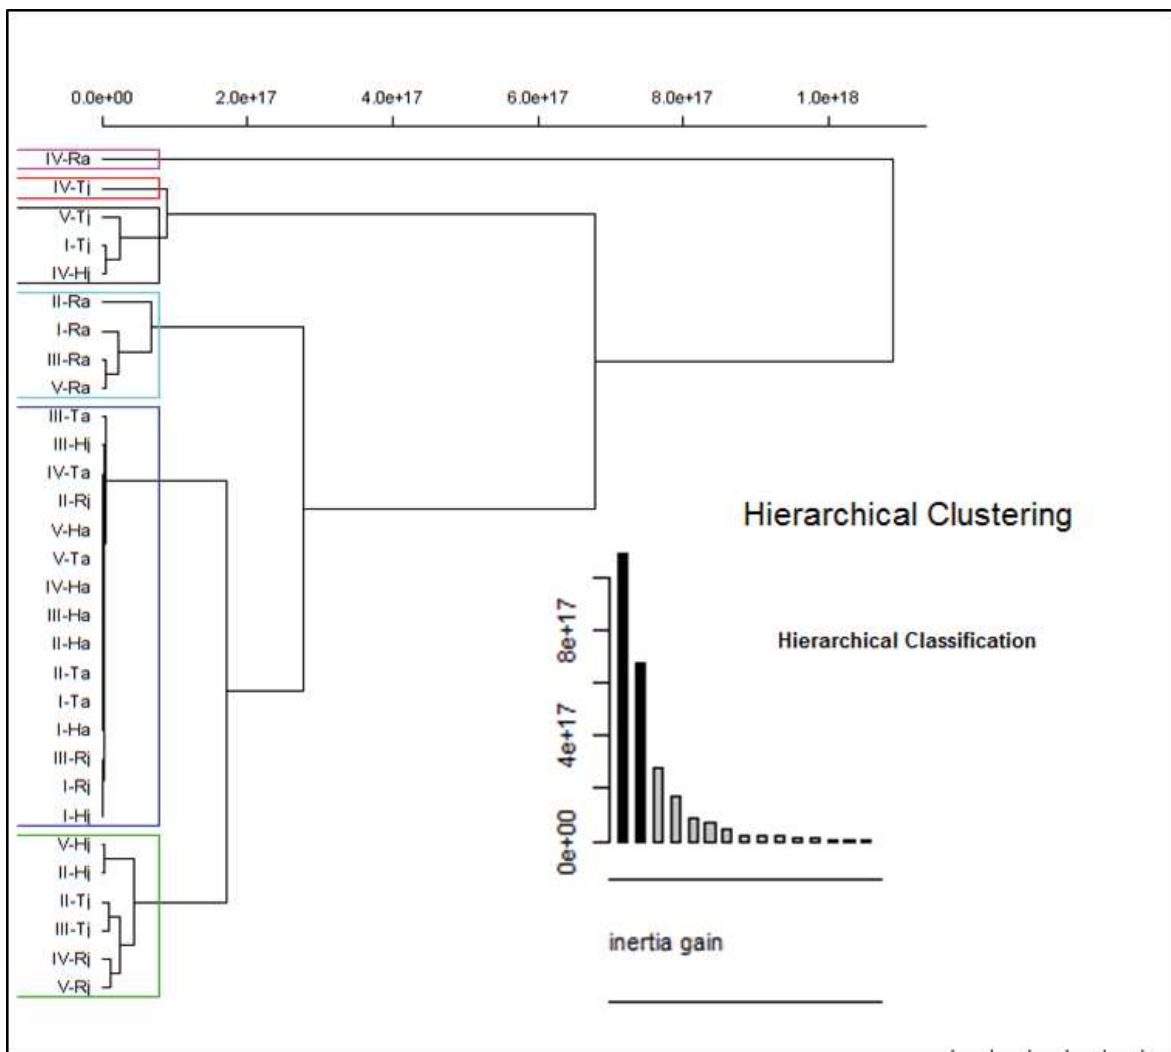 0.0e+00 2.0e+17 4.0e+17 6.0e+17 8.0e+17 1.0e+18
IV-Ra
IV-Tj
V-Tj
I-Tj
IV-Hj
II-Ra
I-Ra
III-Ra
V-Ra
III-Ta
III-Hj
IV-Ta
II-Rj
V-Ha
V-Ta
IV-Ha
III-Ha
II-Ha
II-Ta
I-Ta
I-Ha
III-Rj
I-Rj
I-Hj
V-Hj
II-Hj
II-Tj
III-Tj
IV-Rj
V-Rj
Hierarchical Clustering
Hierarchical Classification
0e+00 4e+17 8e+17
inertia gain